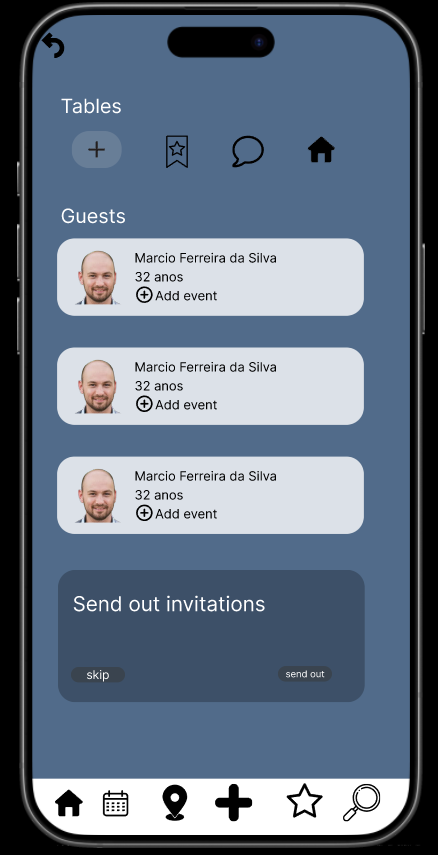 Tables
Guests
Marcio Ferreira da Silva
32 anos
Add event
Marcio Ferreira da Silva
32 anos
Add event
Marcio Ferreira da Silva
32 anos
Add event
Send out invitations
skip
send out